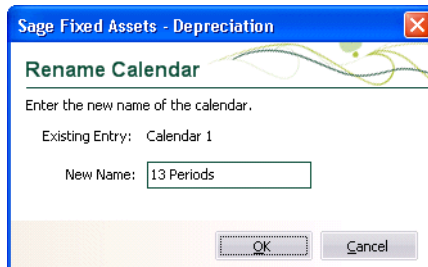 Sage Fixed Assets - Depreciation
Rename Calendar
Enter the new name of the calendar.
Existing Entry: Calendar 1
New Name: 13 Periods
OK Cancel